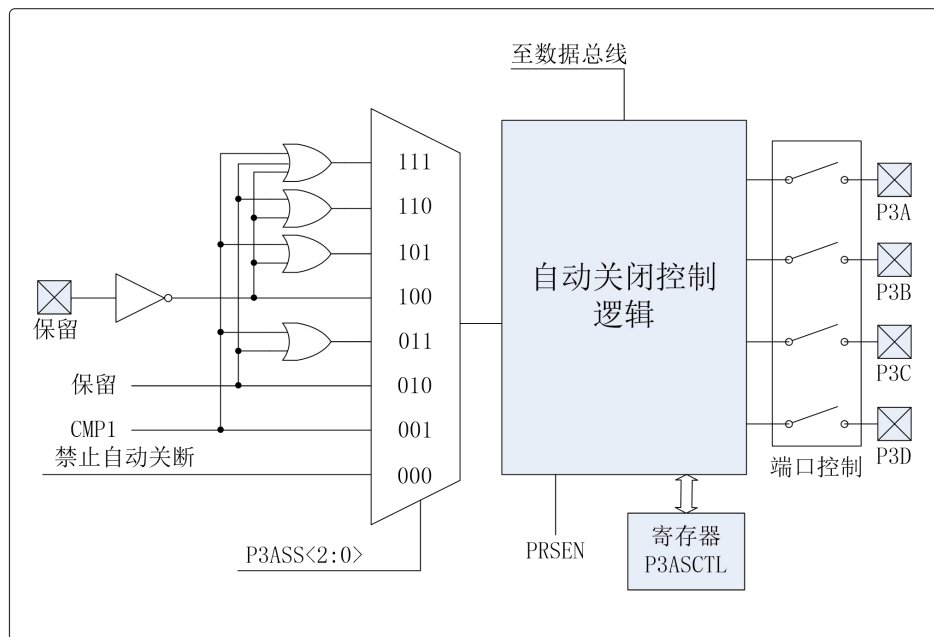 至数据总线
111
110
101
100
011
010
001
000
保留
保留
CMP1
禁止自动关断
P3ASS<2:0>
自动关闭控制
逻辑
PRSEN
寄存器
P3ASCTL
端口控制
P3A
P3B
P3C
P3D